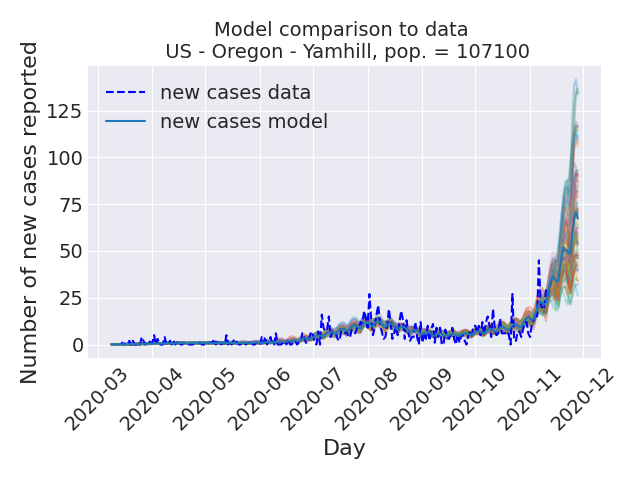 Model comparison to data
US - Oregon - Yamhill, pop. = 107100
Number of new cases reported
125
100
75
50
25
0
new cases data
new cases model
2020-03
2020-04
2020-05
2020-06
2020-07
2020-08
2020-09
2020-10
2020-11
2020-12
Day